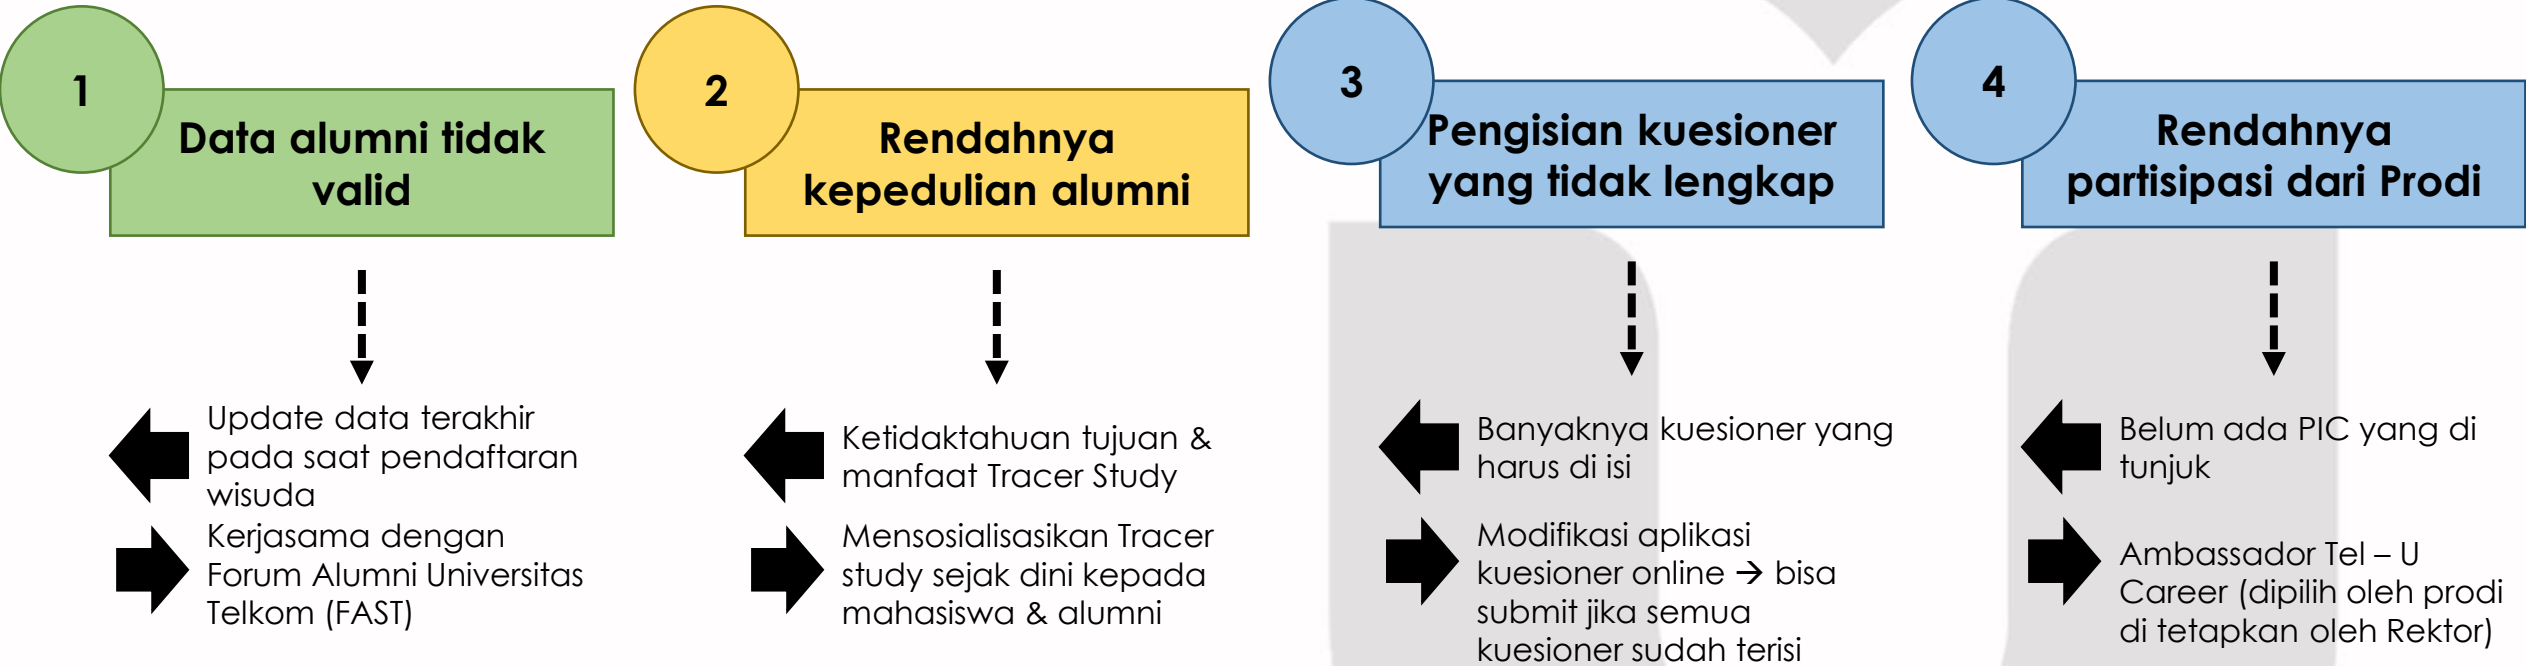 1
Data alumni tidak
valid
Update data terakhir
pada saat pendaftaran
wisuda
Kerjasama dengan
Forum Alumni Universitas
Telkom (FAST)
2
Rendahnya
kepedulian alumni
Ketidaktahuan tujuan &
manfaat Tracer Study
Mensosialisasikan Tracer
study sejak dini kepada
mahasiswa & alumni
3
Pengisian kuesioner
yang tidak lengkap
Banyaknya kuesioner yang
harus di isi
Modifikasi aplikasi
kuesioner online → bisa
submit jika semua
kuesioner sudah terisi
4
Rendahnya
partisipasi dari Prodi
Belum ada PIC yang di
tunjuk
Ambassador Tel – U
Career (dipilih oleh prodi
di tetapkan oleh Rektor)